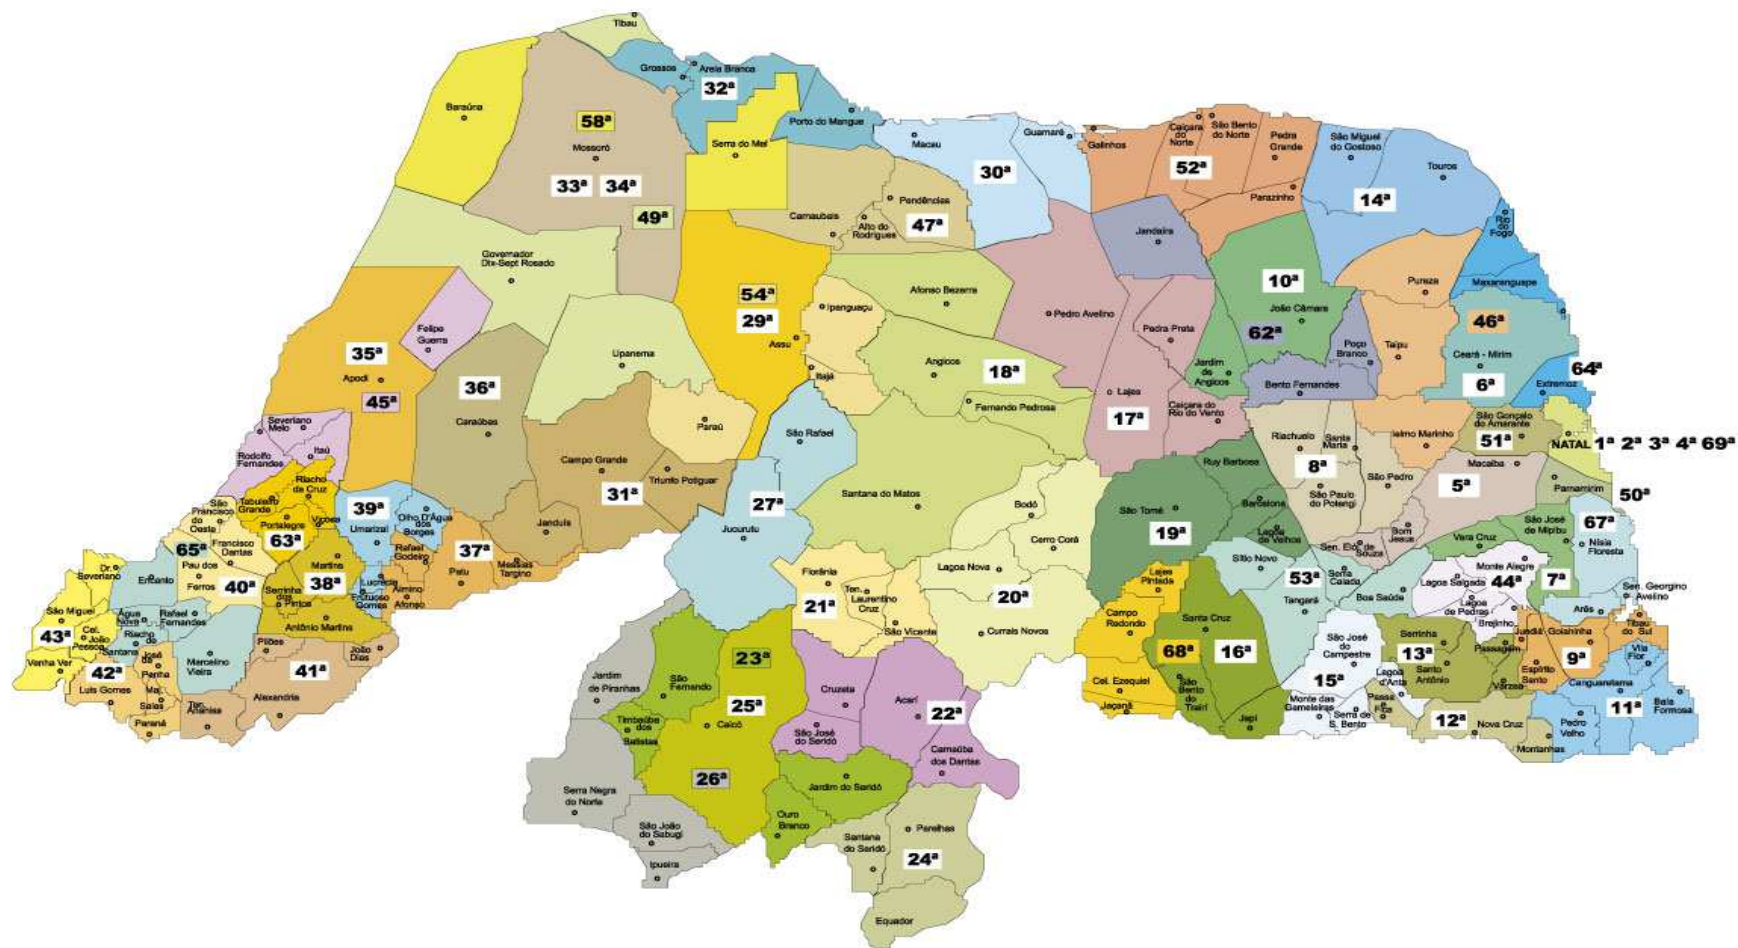 Tibau
Grossos
Areia Branca
32ª
Baraúna
58ª
Mossoró
33ª 34ª
49ª
Porto do Mangue
Serra do Mel
Macau
Guamaré
30ª
Galinhos
Caiçara
do
Norte
São Bento
do Norte
Pedra
Grande
52ª
Parazinho
São Miguel
do Gostoso
Touros
14ª
Rio
do
Fogo
Pendências
Carnaubais
Alto do
Rodrigues
47ª
Jandaíra
Governador
Dix-Sept Rosado
54ª
29ª
Assu
Ipanguaçu
Itajá
Afonso Bezerra
Pedro Avelino
Pedra Preta
10ª
João Câmara
62ª
Pureza
Maxaranguape
46ª
Ceará - Mirim
6ª
64ª
Extremoz
Felipe
Guerra
35ª
Apodi
45ª
36ª
Caraúbas
Upanema
Paraú
Angicos
18ª
Fernando Pedrosa
Lajes
17ª
Caiçara do
Rio do Vento
Jardim
de
Angicos
Bento Fernandes
Poço
Branco
Taipu
Ielmo Marinho
São Gonçalo
do Amarante
51ª
NATAL 1ª 2ª 3ª 4ª 69ª
Severiano
Melo
Rodolfo
Fernandes
Itaú
Campo Grande
Triunfo Potiguar
31ª
Janduís
São Rafael
27ª
Jucurutu
Santana do Matos
Bodó
Cerro Corá
Ruy Barbosa
São Tomé
Barcelona
Lagoa
de Velhos
19ª
Riachuelo
Santa
Maria
8ª
São Paulo
do Potengi
São Pedro
Macaíba
5ª
Parnamirim
50ª
Sen. Eloi de
Souza
Bom
Jesus
Vera Cruz
São José
de Mipibu
67ª
Nísia
Floresta
Riacho
da Cruz
Tabuleiro
Grande
São
Francisco
do
Oeste
Portalegre
Viçosa
63ª
39ª
Umarizal
Olho D'Água
dos
Borges
Rafael
Godeiro
37ª
Patu
Messias
Targino
65ª
Francisco
Dantas
Pau dos
Ferros
40ª
Martins
38ª
Serrinha
dos
Pintos
Antônio Martins
Lucrécia
Frutuoso
Gomes
Almino
Afonso
Dr.
Severiano
Encanto
São Miguel
43ª
Cel.
João
Pessoa
Venha Ver
Água
Nova
Rafael
Fernandes
Riacho de
Santana
José da
Penha
Marcelino
Vieira
Pilões
João
Dias
41ª
Alexandria
42ª
Luis Gomes
Maj.
Sales
Paraná
Ten.
Ananias
Florânia
Ten.
Laurentino
Cruz
21ª
São Vicente
Lagoa Nova
20ª
Currais Novos
Lajes
Pintada
Campo
Redondo
Santa Cruz
68ª
16ª
Cel. Ezequiel
São
Bento do
Trairí
Jaçanã
Japi
Sítio Novo
53ª
Serra
Caiada
Tangará
Boa Saúde
Monte Alegre
Lagoa Salgada
44ª
Lagoa
de Pedras
Brejinho
7ª
Sen. Georgino
Avelino
Arês
São José
do
Campestre
15ª
Monte das
Gameleiras
Serra de
S. Bento
Serrinha
13ª
Santo
Antônio
Lagoa
d'Anta
Passa
Fica
Passagem
Várzea
Jundiá
Goianinha
Tibau
do Sul
9ª
Espírito
Santo
Vila
Flor
Canguaretama
11ª
Baía
Formosa
Pedro
Velho
12ª
Nova Cruz
Montanhas
Jardim
de Piranhas
São
Fernando
23ª
25ª
Caicó
26ª
Timbaúba dos
Batistas
Cruzeta
São José
do Seridó
Acari
22ª
Carnaúba
dos Dantas
Jardim do Seridó
Ouro
Branco
Serra Negra
do Norte
São João
do Sabugi
Ipueira
Santana
do Seridó
Parelhas
24ª
Equador